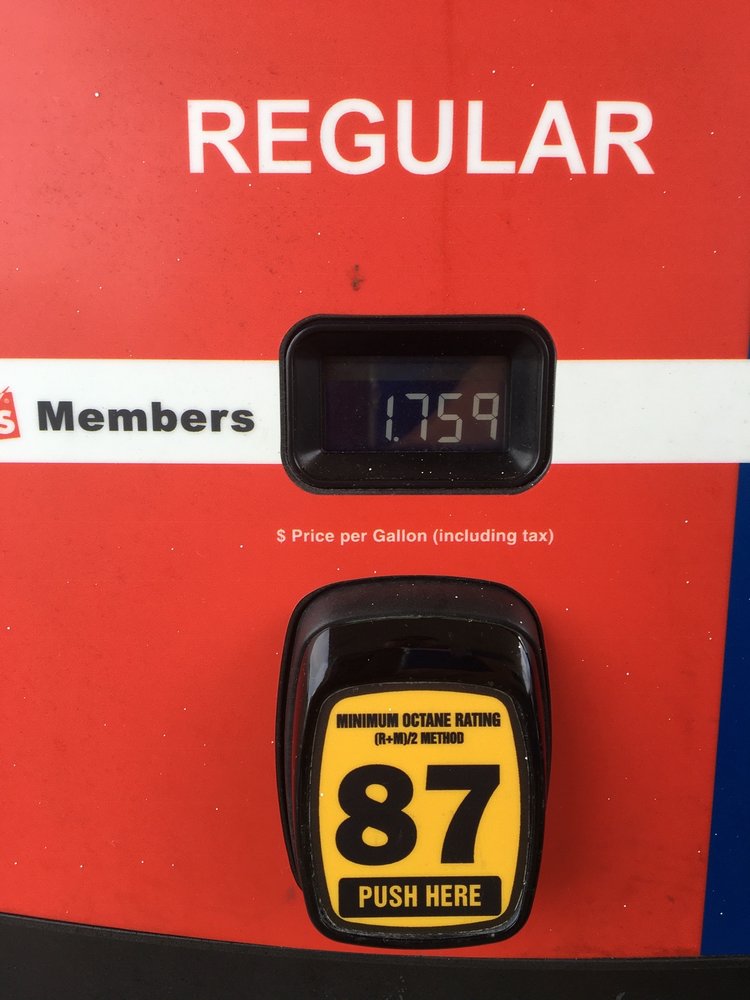 REGULAR
S Members
1.759
$ Price per Gallon (including tax)
MINIMUM OCTANE RATING
(R+M)/2 METHOD
87
PUSH HERE